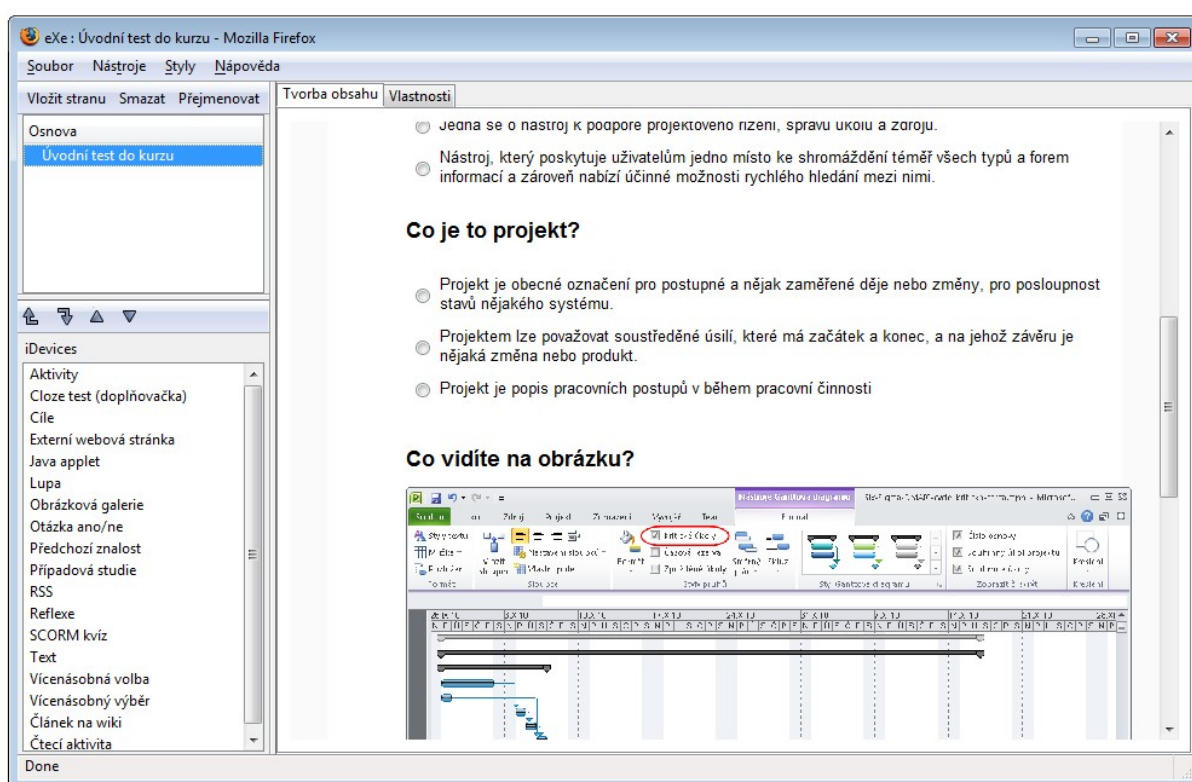 eXe : Úvodní test do kurzu - Mozilla Firefox
Soubor Nástroje Styly Nápověda
Vložit stranu Smazat Přejmenovat
Tvorba obsahu Vlastnosti
Osnova
Úvodní test do kurzu
iDevices
Aktivity
Cloze test (doplňovačka)
Cíle
Externí webová stránka
Java applet
Lupa
Obrázková galerie
Otázka ano/ne
Předchozí znalost
Případová studie
RSS
Reflexe
SCORM kvíz
Text
Vícenásobná volba
Vícenásobný výběr
Článek na wiki
Čtecí aktivita
Jedná se o nástroj k podpoře projektového řízení, správu úkolů a zdrojů.
Nástroj, který poskytuje uživatelům jedno místo ke shromáždění téměř všech typů a forem
informací a zároveň nabízí účinné možnosti rychlého hledání mezi nimi.
Co je to projekt?
Projekt je obecné označení pro postupné a nějak zaměřené děje nebo změny, pro posloupnost
stavů nějakého systému.
Projektem lze považovat soustředěné úsilí, které má začátek a konec, a na jehož závěru je
nějaká změna nebo produkt.
Projekt je popis pracovních postupů v během pracovní činnosti
Co vidíte na obrázku?
Nástroje Ganttova diagramu
Formát
Kritické úkoly
Done